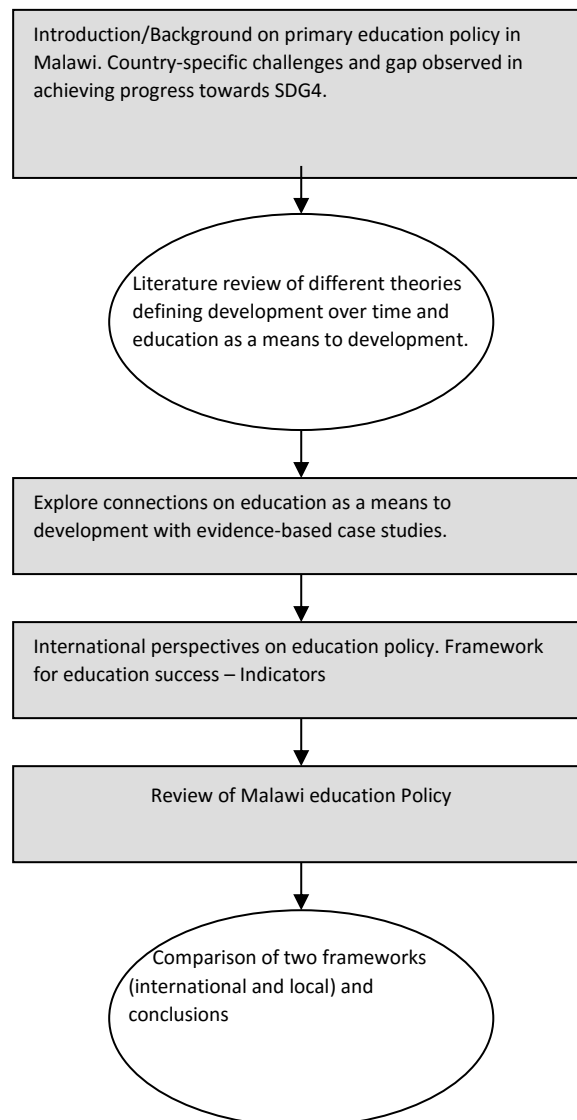 Introduction/Background on primary education policy in
Malawi. Country-specific challenges and gap observed in
achieving progress towards SDG4.
Literature review of different theories
defining development over time and
education as a means to development.
Explore connections on education as a means to
development with evidence-based case studies.
International perspectives on education policy. Framework
for education success – Indicators
Review of Malawi education Policy
Comparison of two frameworks
(international and local) and
conclusions